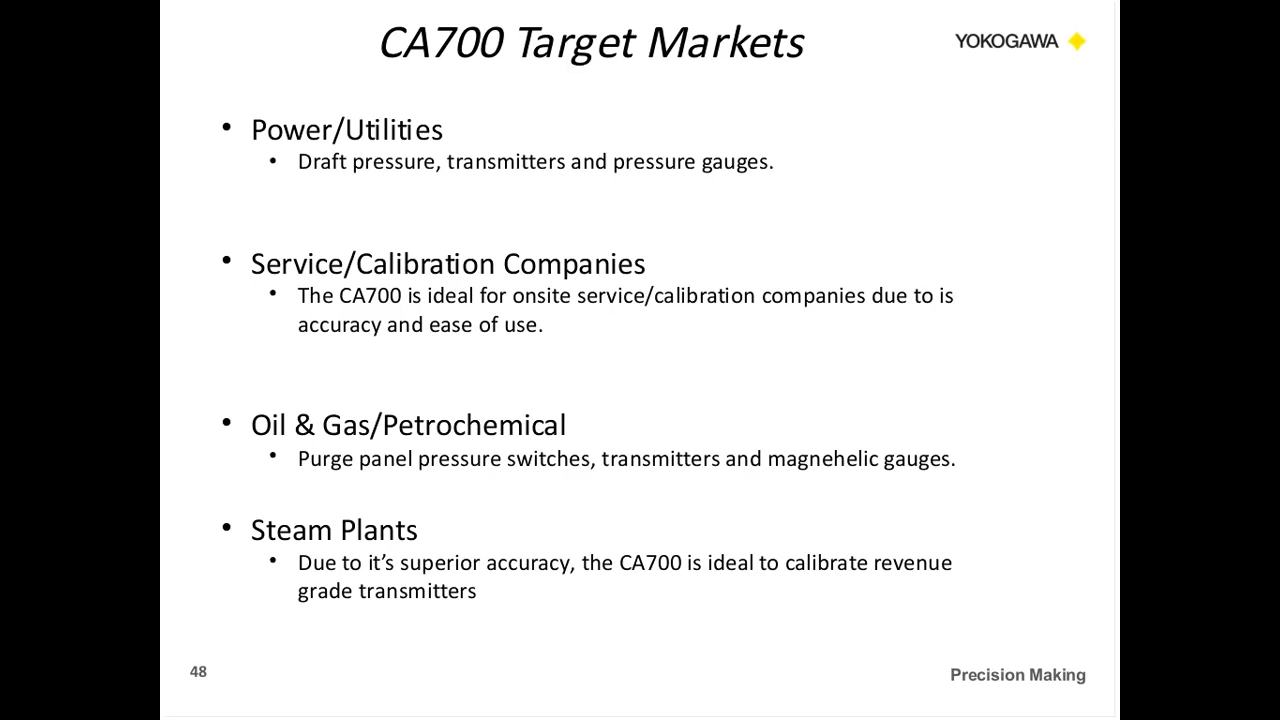 CA700 Target Markets
YOKOGAWA
• Power/Utilities
• Draft pressure, transmitters and pressure gauges.
• Service/Calibration Companies
• The CA700 is ideal for onsite service/calibration companies due to is
accuracy and ease of use.
• Oil & Gas/Petrochemical
• Purge panel pressure switches, transmitters and magnehelic gauges.
• Steam Plants
• Due to it’s superior accuracy, the CA700 is ideal to calibrate revenue
grade transmitters
48
Precision Making